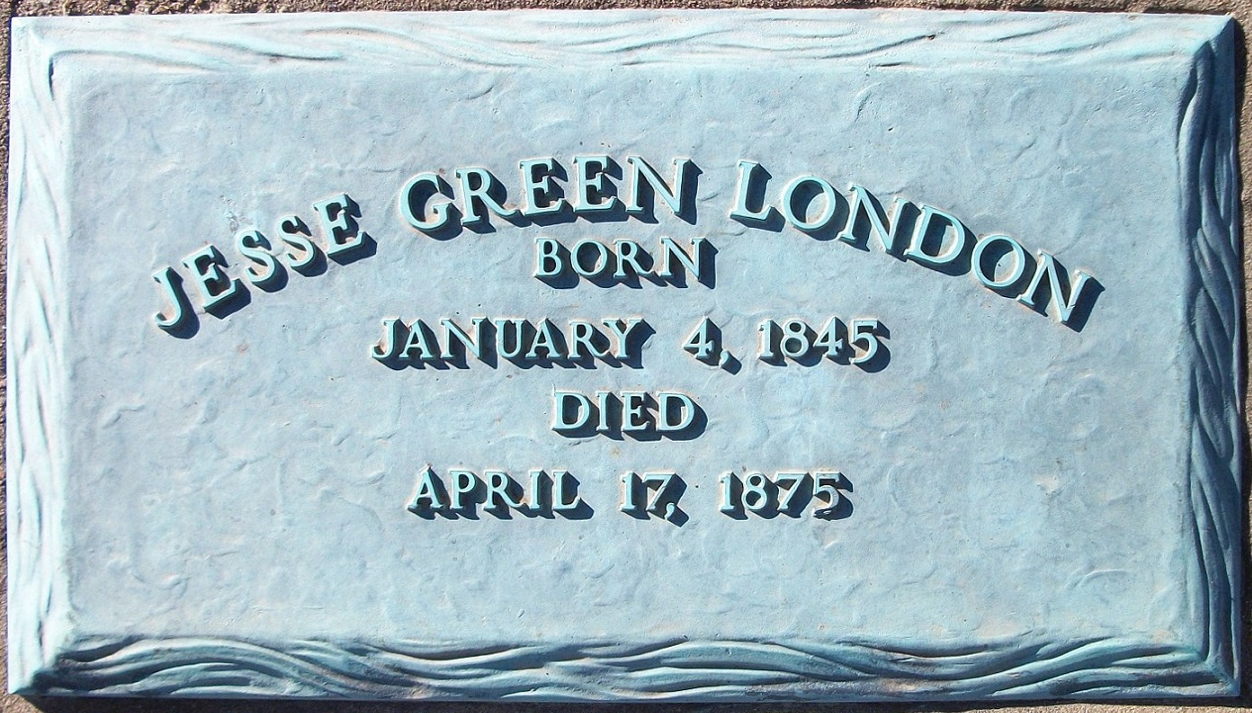 JESSE GREEN LONDON
BORN
JANUARY 4, 1845
DIED
APRIL 17, 1875